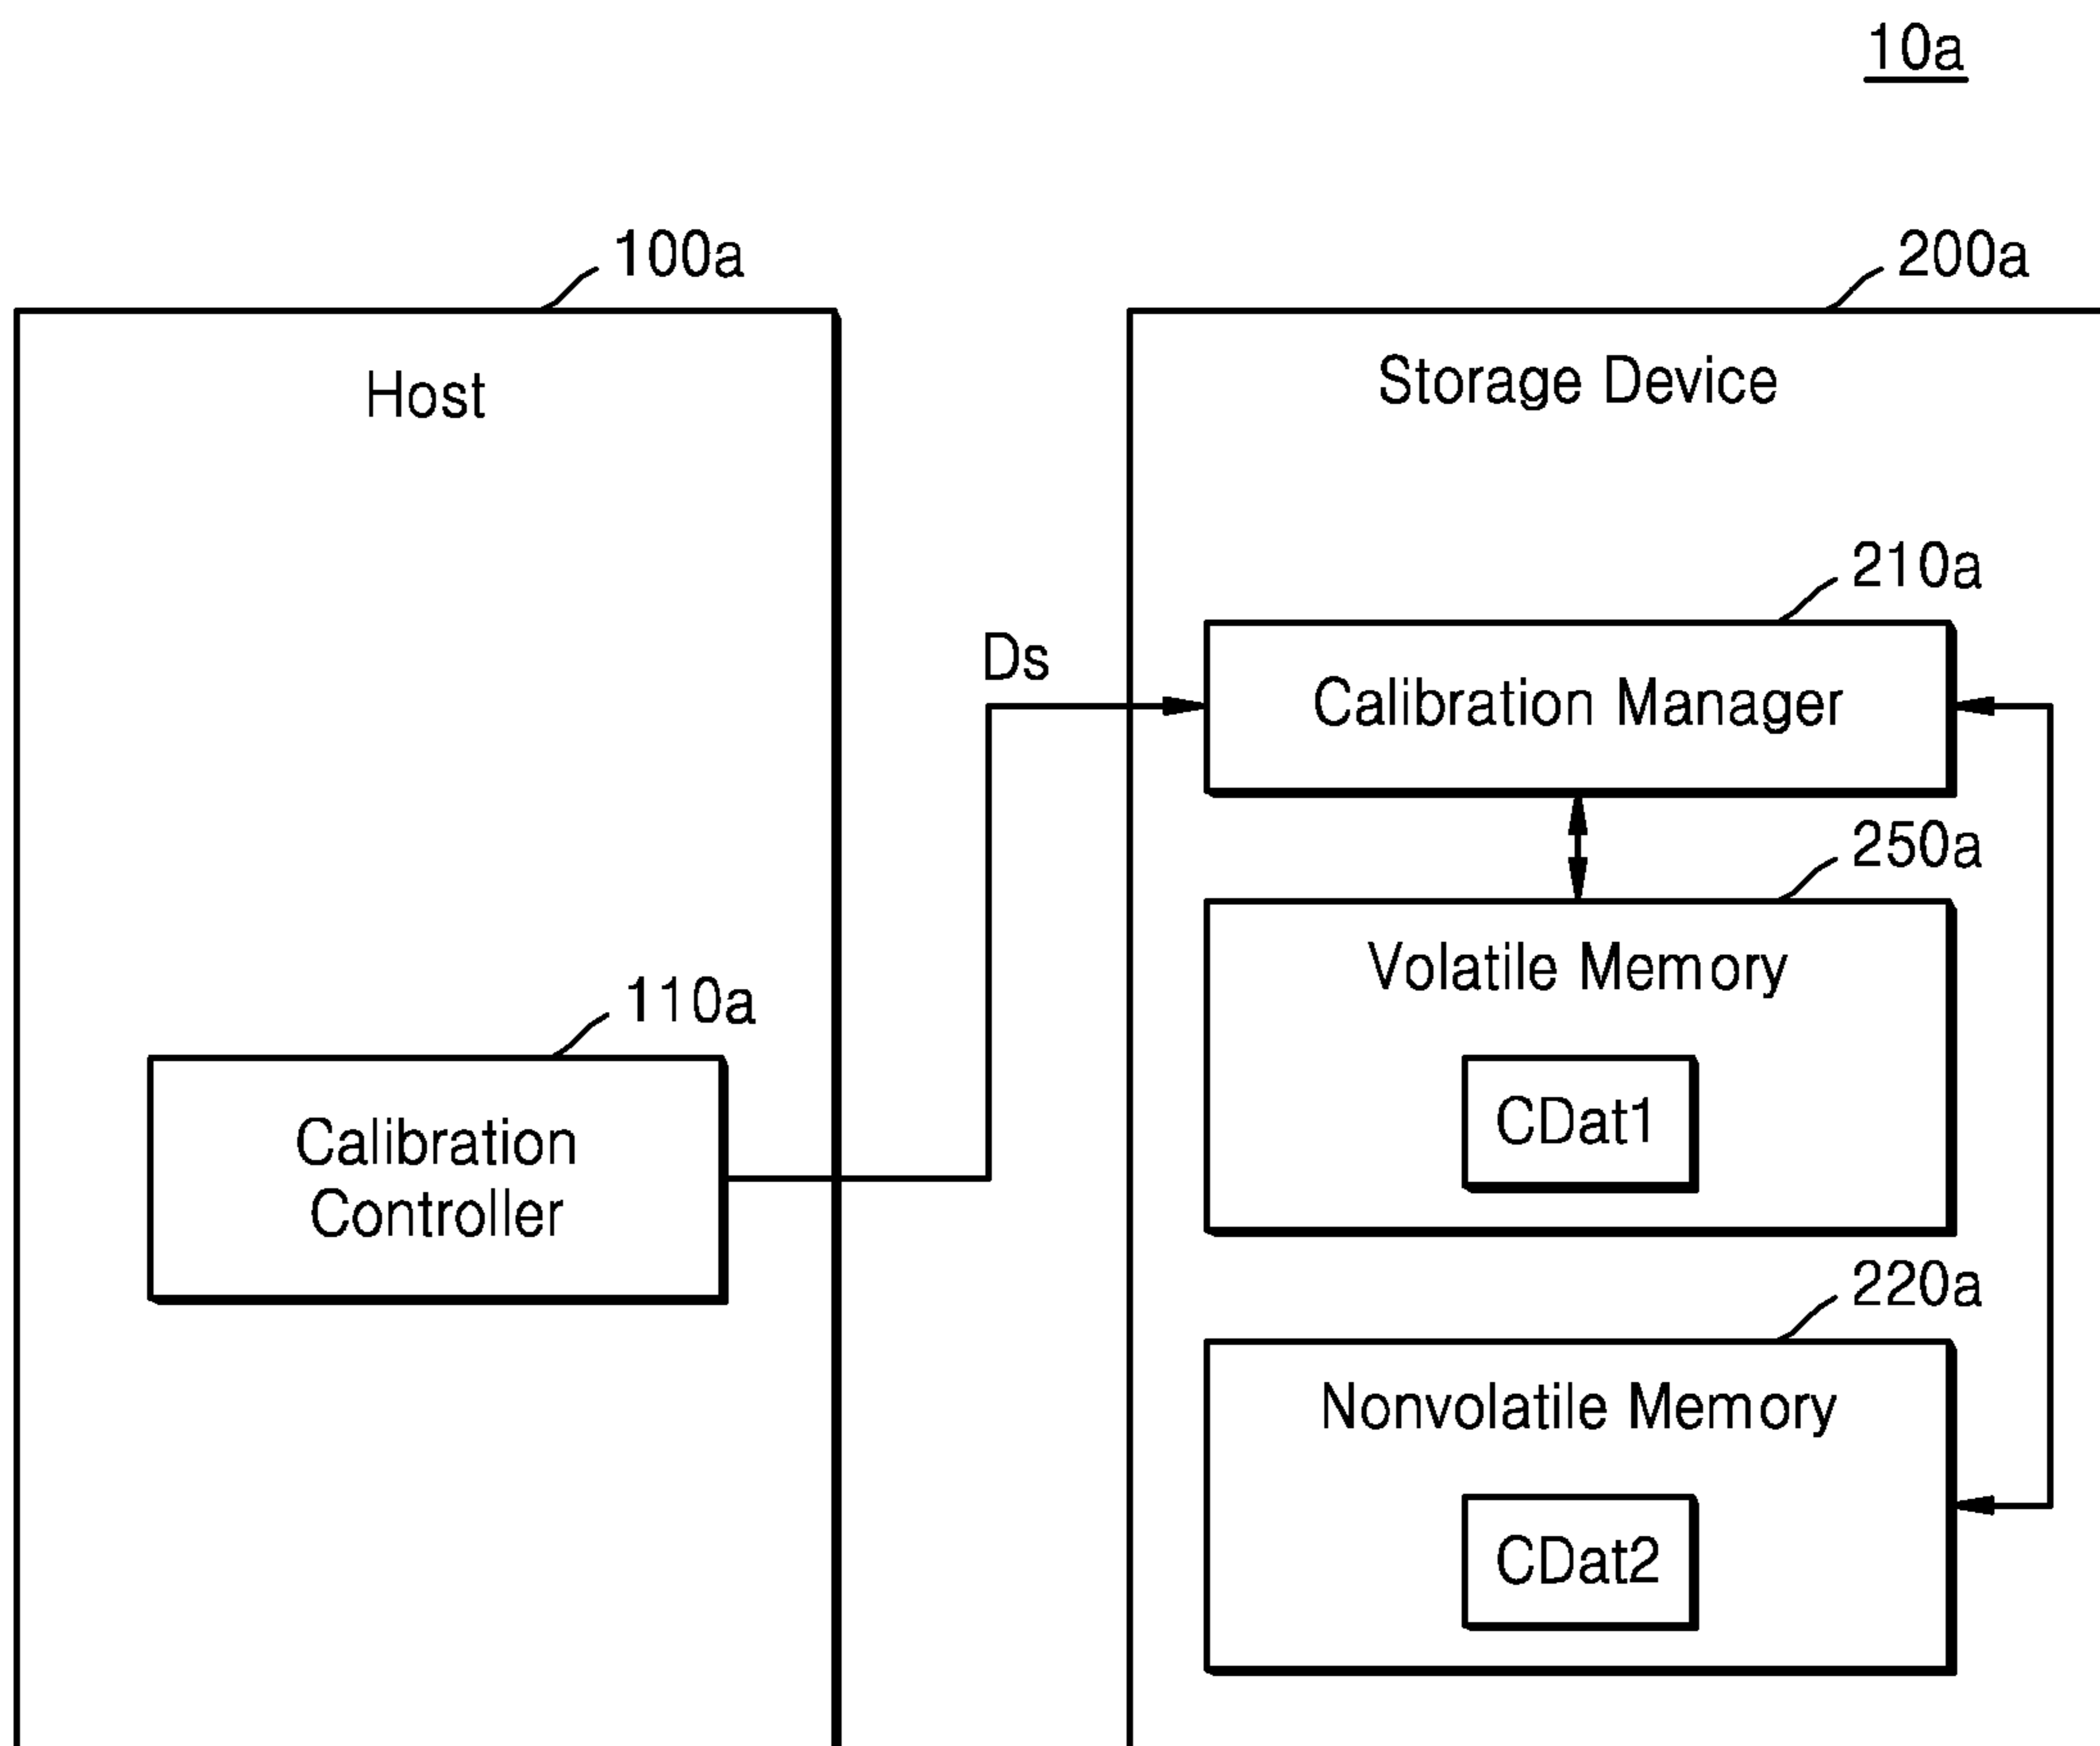 10a
100a
200a
Host
Storage Device
210a
Ds
Calibration Manager
250a
Volatile Memory
110a
CDat1
Calibration
Controller
220a
Nonvolatile Memory
CDat2